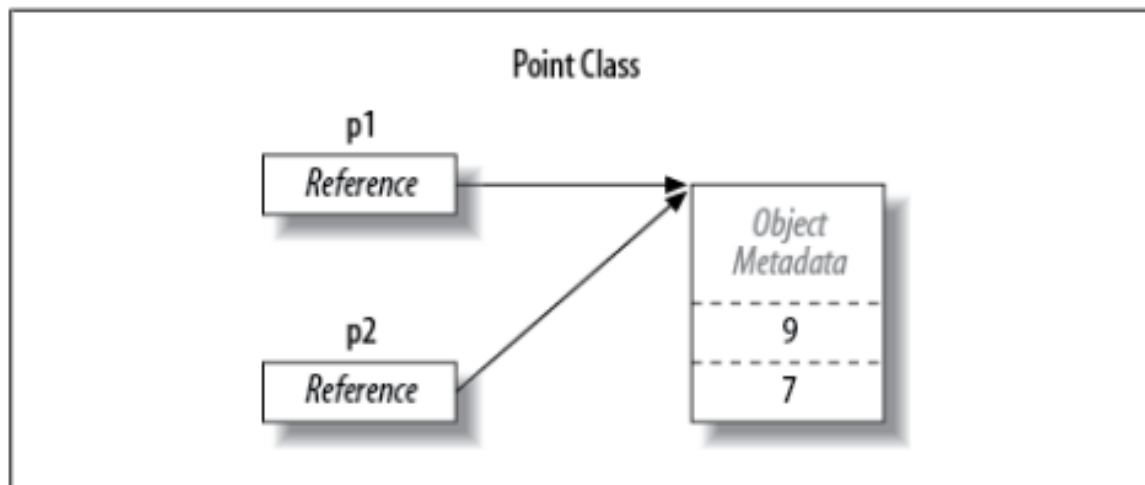 Point Class
p1
Reference
Object
Metadata
9
p2
Reference
7